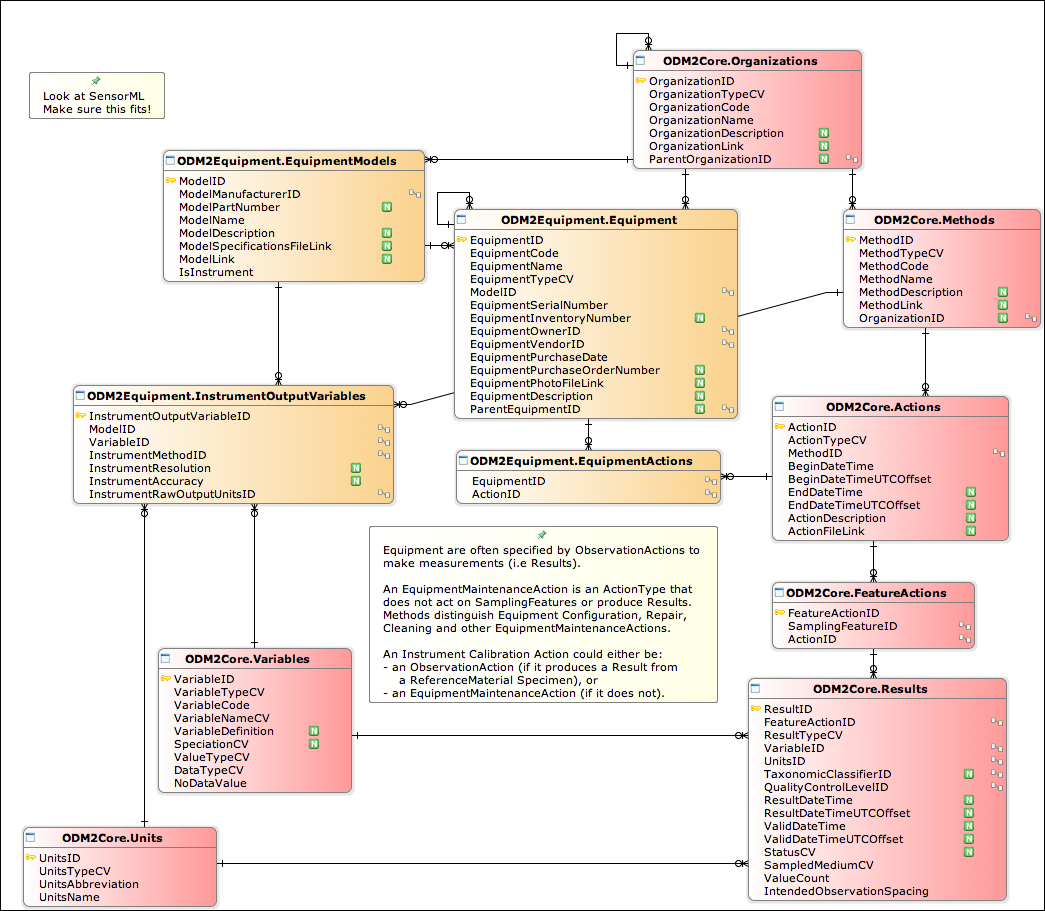 ODM2Core.Organizations
OrganizationID
OrganizationTypeCV
OrganizationCode
OrganizationName
OrganizationDescription N
OrganizationLink N
ParentOrganizationID N
Look at SensorML
Make sure this fits!
ODM2Equipment.EquipmentModels
ModelID
ModelManufacturerID
ModelPartNumber N
ModelName
ModelDescription N
ModelSpecificationsFileLink N
ModelLink N
IsInstrument
ODM2Equipment.Equipment
EquipmentID
EquipmentCode
EquipmentName
EquipmentTypeCV
ModelID
EquipmentSerialNumber
EquipmentInventoryNumber N
EquipmentOwnerID
EquipmentVendorID
EquipmentPurchaseDate
EquipmentPurchaseOrderNumber N
EquipmentPhotoFileLink N
EquipmentDescription N
ParentEquipmentID N
ODM2Core.Methods
MethodID
MethodTypeCV
MethodCode
MethodName
MethodDescription N
MethodLink N
OrganizationID N
ODM2Equipment.InstrumentOutputVariables
InstrumentOutputVariableID
ModelID
VariableID
InstrumentMethodID
InstrumentResolution N
InstrumentAccuracy N
InstrumentRawOutputUnitsID
ODM2Equipment.EquipmentActions
EquipmentID
ActionID
ODM2Core.Actions
ActionID
ActionTypeCV
MethodID
BeginDateTime
BeginDateTimeUTCOffset
EndDateTime N
EndDateTimeUTCOffset N
ActionDescription N
ActionFileLink N
Equipment are often specified by ObservationActions to
make measurements (i.e Results).
An EquipmentMaintenanceAction is an ActionType that
does not act on SamplingFeatures or produce Results.
Methods distinguish Equipment Configuration, Repair,
Cleaning and other EquipmentMaintenanceActions.
An Instrument Calibration Action could either be:
- an ObservationAction (if it produces a Result from
a ReferenceMaterial Specimen), or
- an EquipmentMaintenanceAction (if it does not).
ODM2Core.FeatureActions
FeatureActionID
SamplingFeatureID
ActionID
ODM2Core.Variables
VariableID
VariableTypeCV
VariableCode
VariableNameCV
VariableDefinition N
SpeciationCV N
ValueTypeCV
DataTypeCV
NoDataValue
ODM2Core.Results
ResultID
FeatureActionID
ResultTypeCV
VariableID
UnitsID
TaxonomicClassifierID N
QualityControlLevelID
ResultDateTime N
ResultDateTimeUTCOffset N
ValidDateTime N
ValidDateTimeUTCOffset N
StatusCV N
SampledMediumCV
ValueCount
IntendedObservationSpacing
ODM2Core.Units
UnitsID
UnitsTypeCV
UnitsAbbreviation
UnitsName